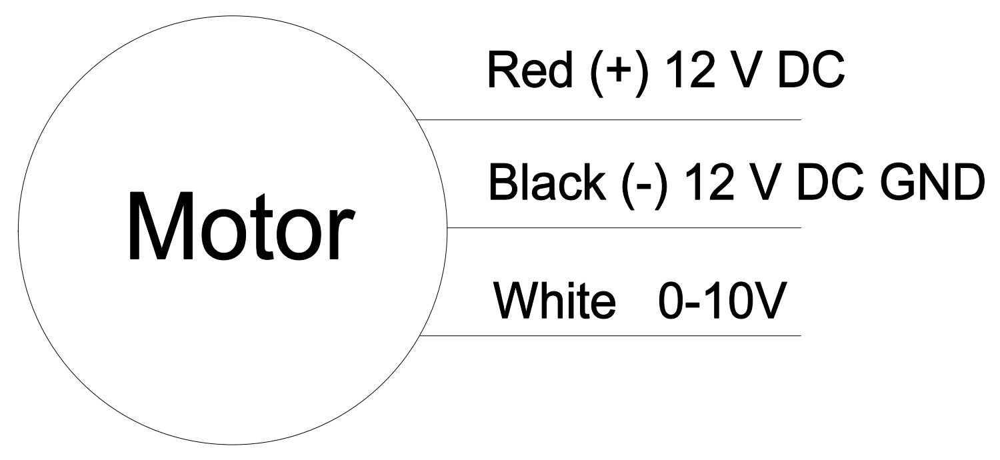 Red (+) 12 V DC
Black (-) 12 V DC GND
Motor
White 0-10V